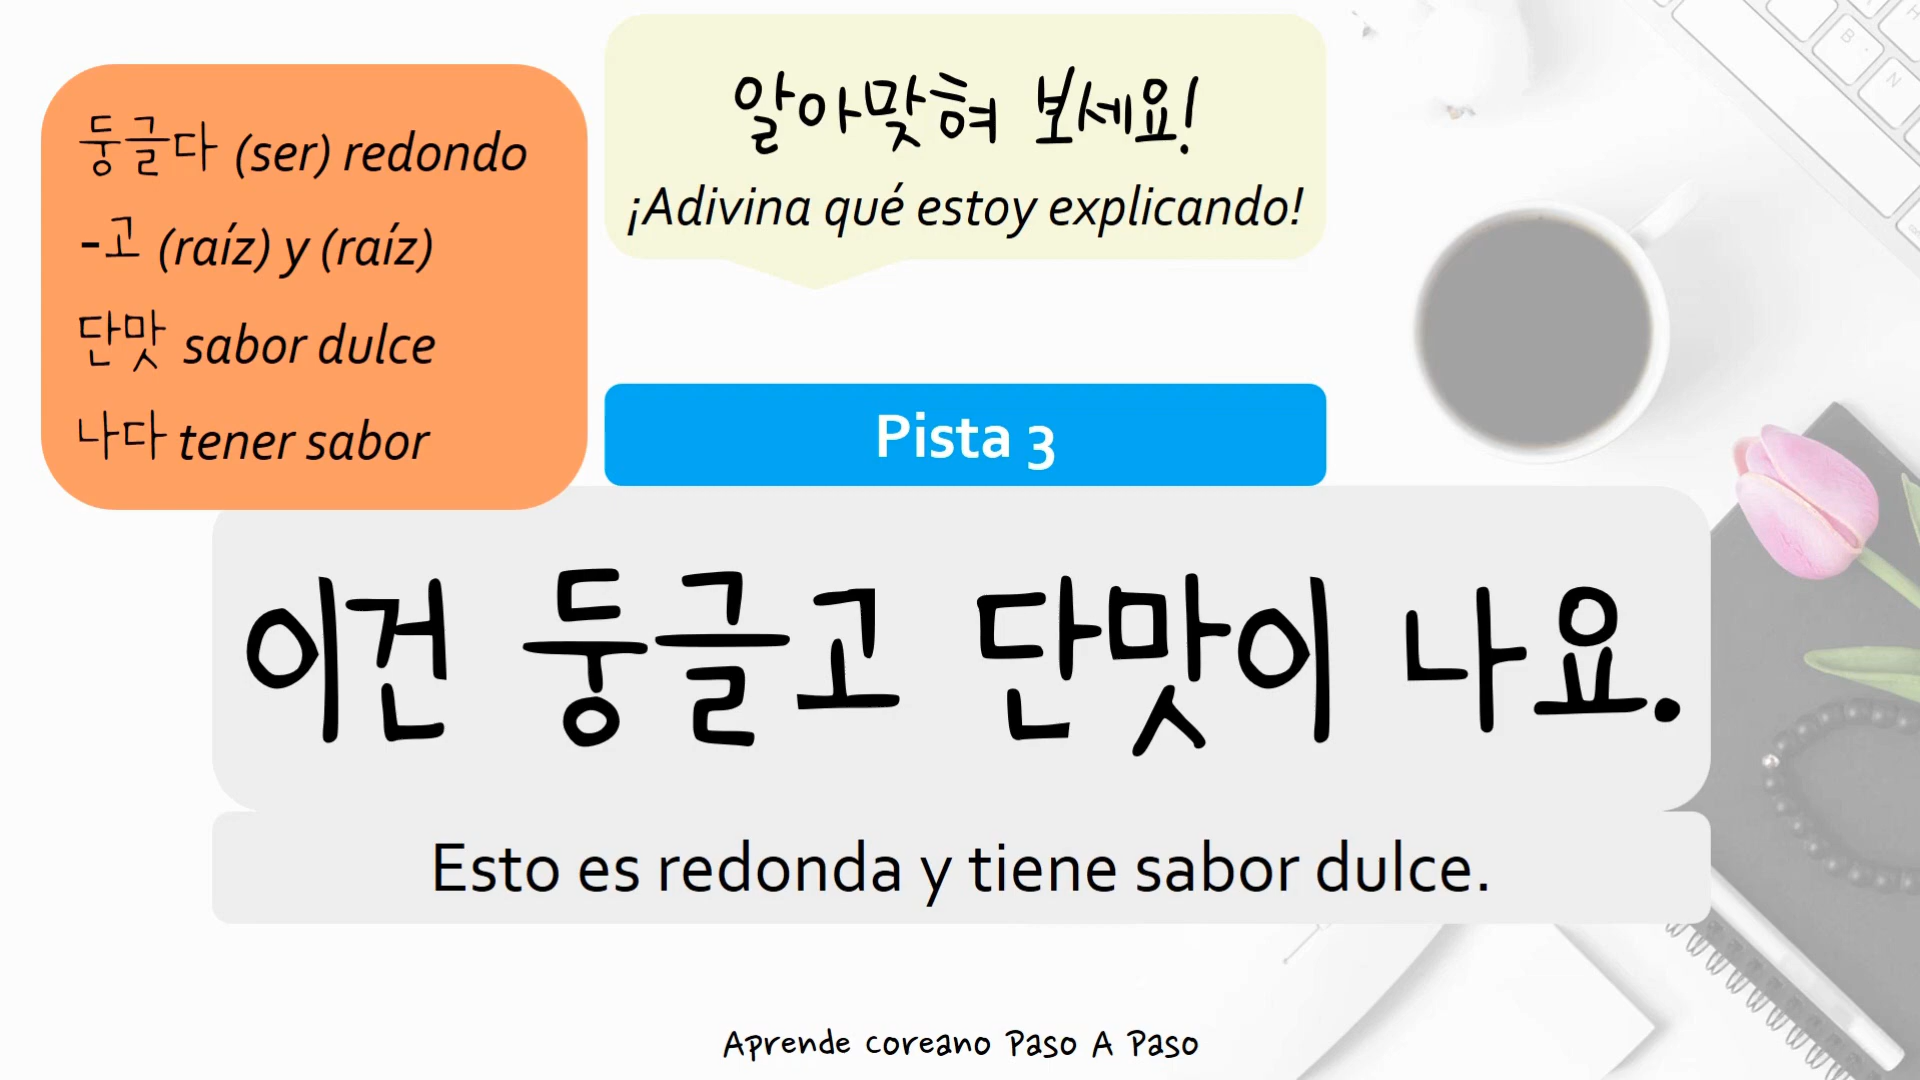 둥글다 (ser) redondo
-고 (raíz) y (raíz)
단맛 sabor dulce
나다 tener sabor
알아맞혀 보세요!
¡Adivina qué estoy explicando!
Pista 3
이건 둥글고 단맛이 나요.
Esto es redonda y tiene sabor dulce.
Aprende coreano Paso A Paso
B
N
H